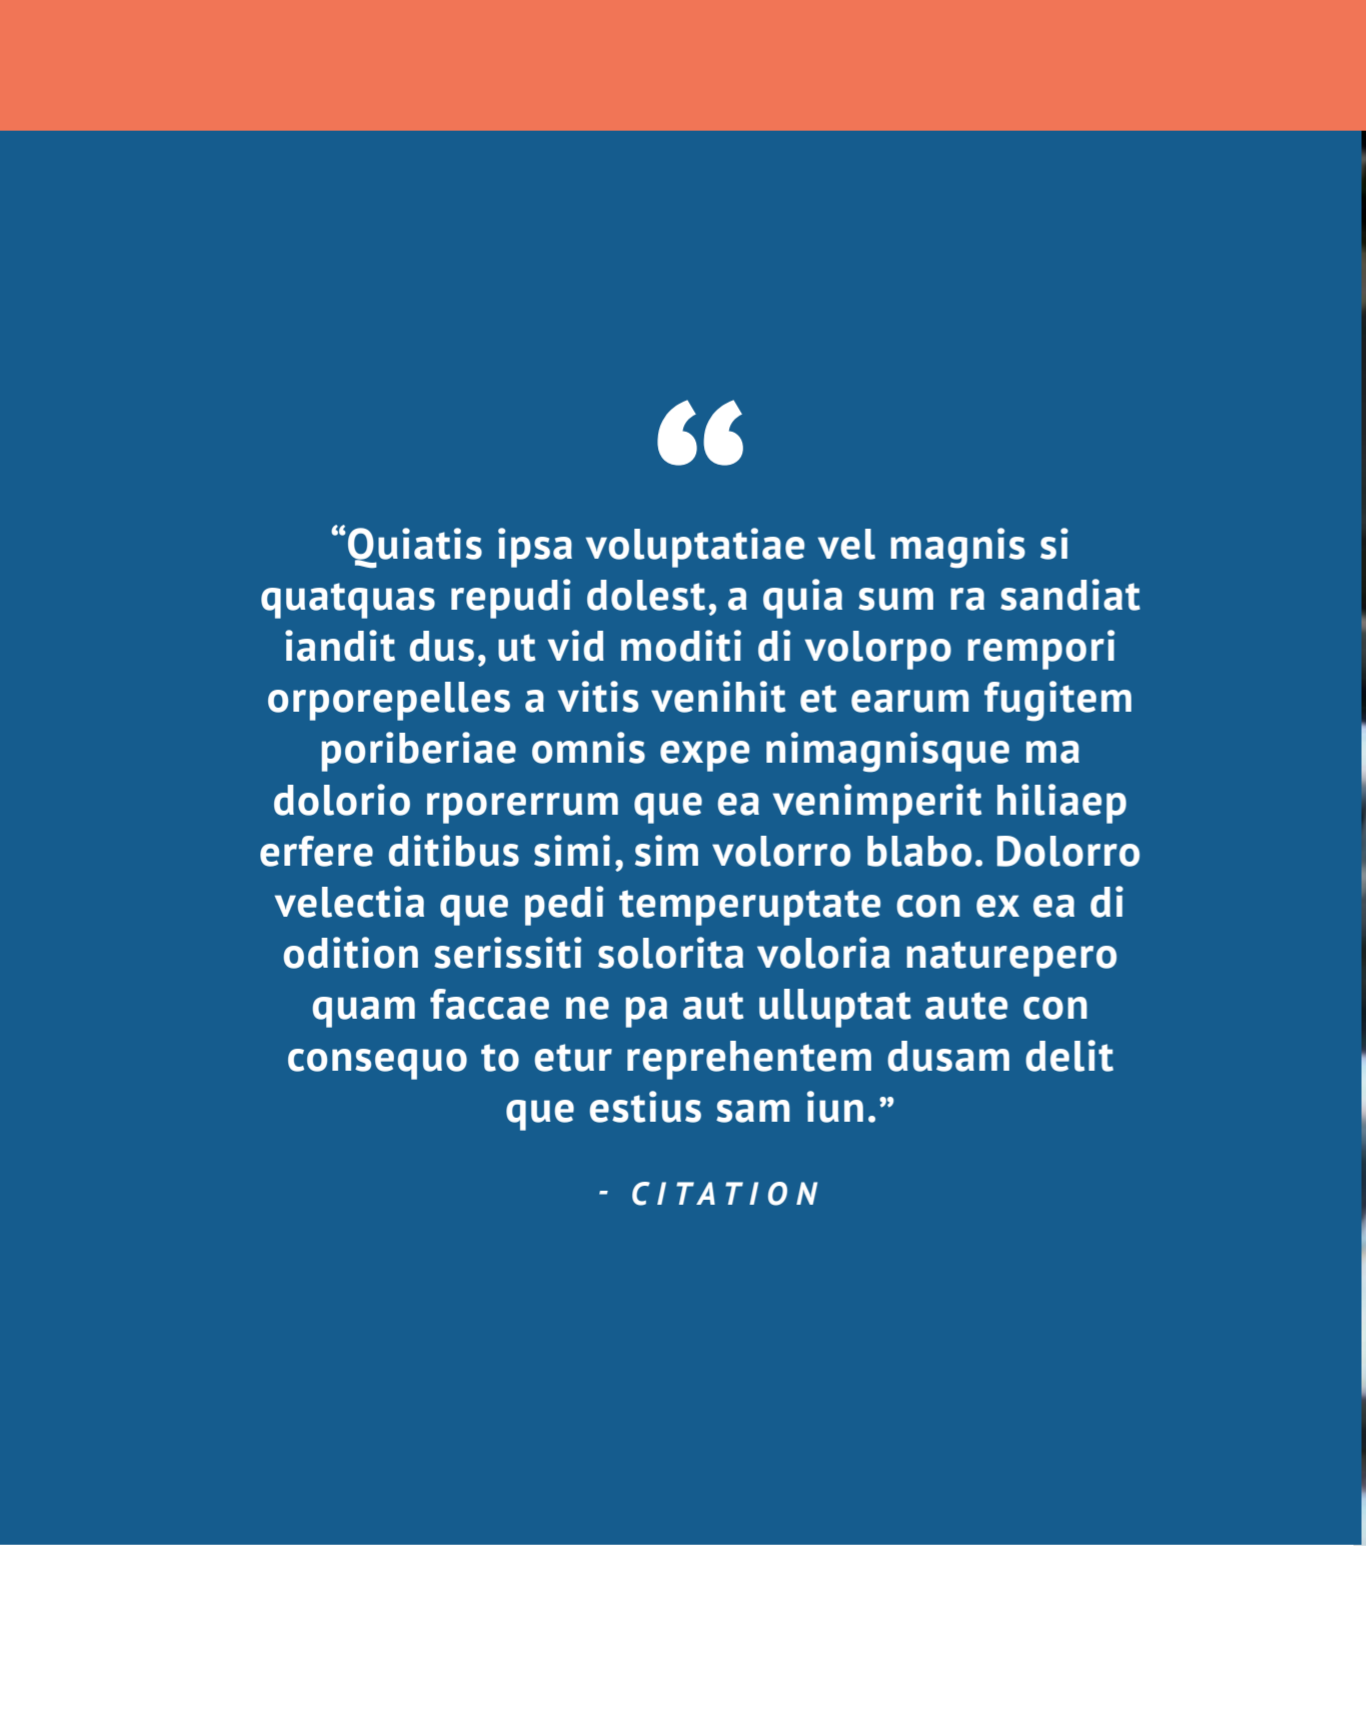 “
“Quiatis ipsa voluptatiae vel magnis si
quatquas repudi dolest, a quia sum ra sandiat
iandit dus, ut vid moditi di volorpo rempori
orporepelles a vitis venihit et earum fugitem
poriberiae omnis expe nimagnisque ma
dolorio rporerrum que ea venimperit hiliaep
erfere ditibus simi, sim volorro blabo. Dolorro
velectia que pedi temperuptate con ex ea di
odition serissiti solorita voloria naturepero
quam faccae ne pa aut ulluptat aute con
consequo to etur reprehentem dusam delit
que estius sam iun.”
- CITATION